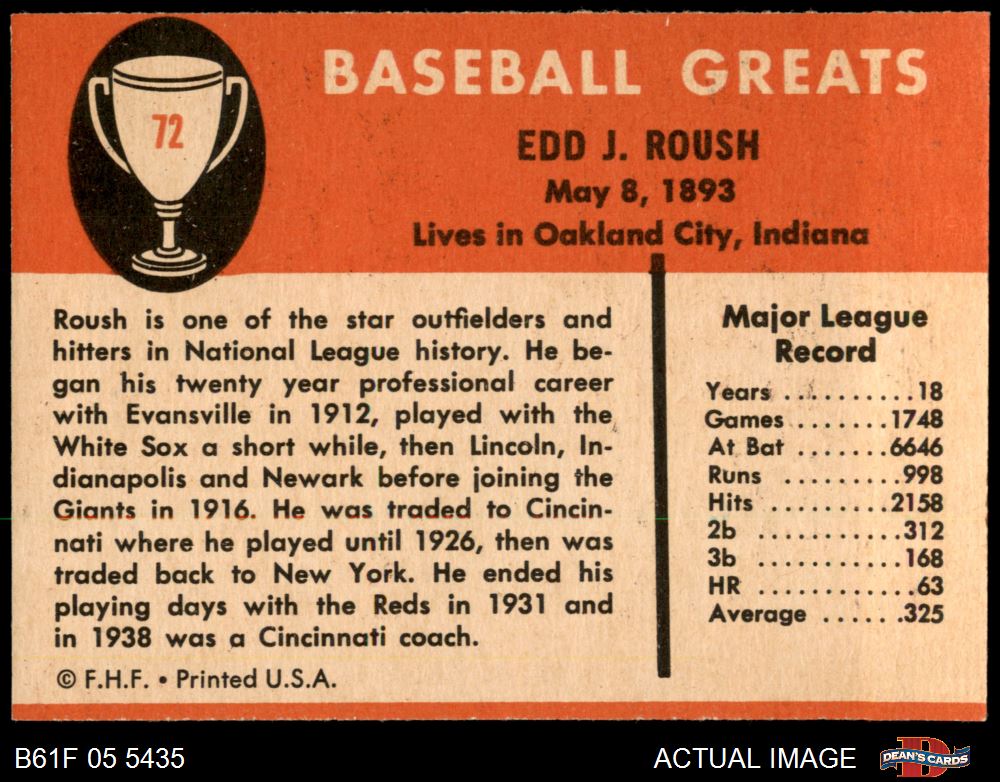 72
BASEBALL GREATS
EDD J. ROUSH
May 8, 1893
Lives in Oakland City, Indiana
Roush is one of the star outfielders and
hitters in National League history. He be-
gan his twenty year professional career
with Evansville in 1912, played with the
White Sox a short while, then Lincoln, In-
dianapolis and Newark before joining the
Giants in 1916. He was traded to Cincin-
nati where he played until 1926, then was
traded back to New York. He ended his
playing days with the Reds in 1931 and
in 1938 was a Cincinnati coach.
© F.H.F. • Printed U.S.A.
Major League
Record
Years ..........18
Games .......1748
At Bat .......6646
Runs .........998
Hits .........2158
2b ...........312
3b ...........168
HR ............63
Average ......325
B61F 05 5435
ACTUAL IMAGE
DEAN'S CARDS